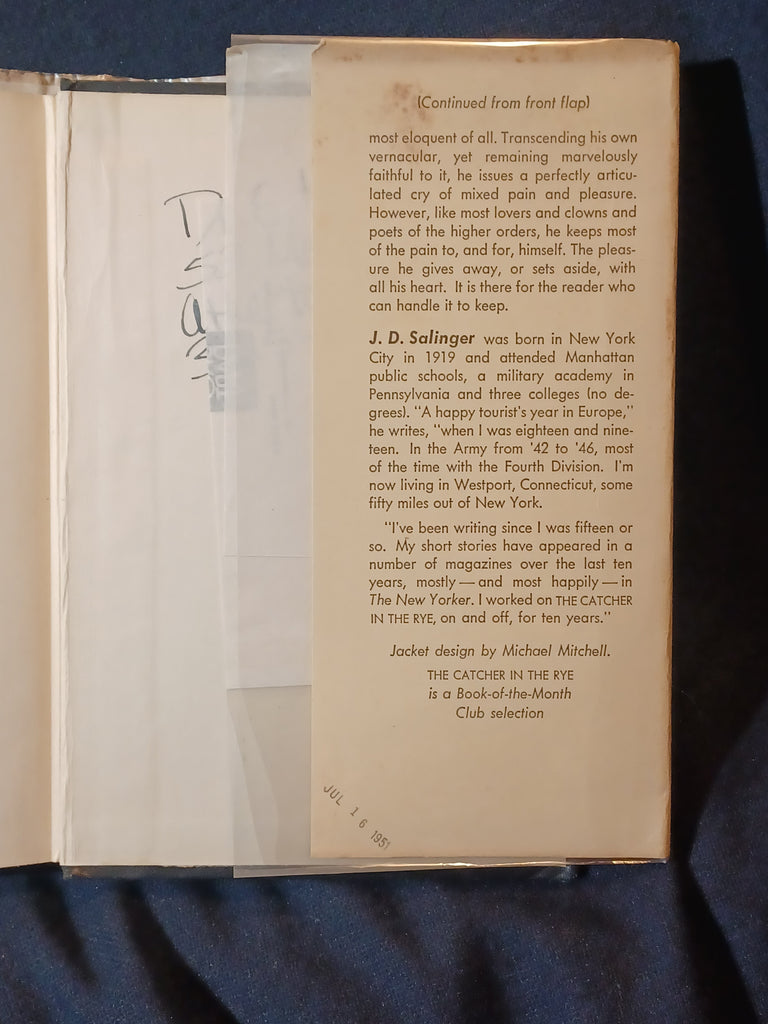 (Continued from front flap)
most eloquent of all. Transcending his own
vernacular, yet remaining marvelously
faithful to it, he issues a perfectly articu-
lated cry of mixed pain and pleasure.
However, like most lovers and clowns and
poets of the higher orders, he keeps most
of the pain to, and for, himself. The pleas-
ure he gives away, or sets aside, with
all his heart. It is there for the reader who
can handle it to keep.
J. D. Salinger was born in New York
City in 1919 and attended Manhattan
public schools, a military academy in
Pennsylvania and three colleges (no de-
grees). "A happy tourist's year in Europe,"
he writes, "when I was eighteen and nine-
teen. In the Army from '42 to '46, most
of the time with the Fourth Division. I'm
now living in Westport, Connecticut, some
fifty miles out of New York.
"I've been writing since I was fifteen or
so. My short stories have appeared in a
number of magazines over the last ten
years, mostly — and most happily — in
The New Yorker. I worked on THE CATCHER
IN THE RYE, on and off, for ten years."
Jacket design by Michael Mitchell.
THE CATCHER IN THE RYE
is a Book-of-the-Month
Club selection
JUL 16 1951